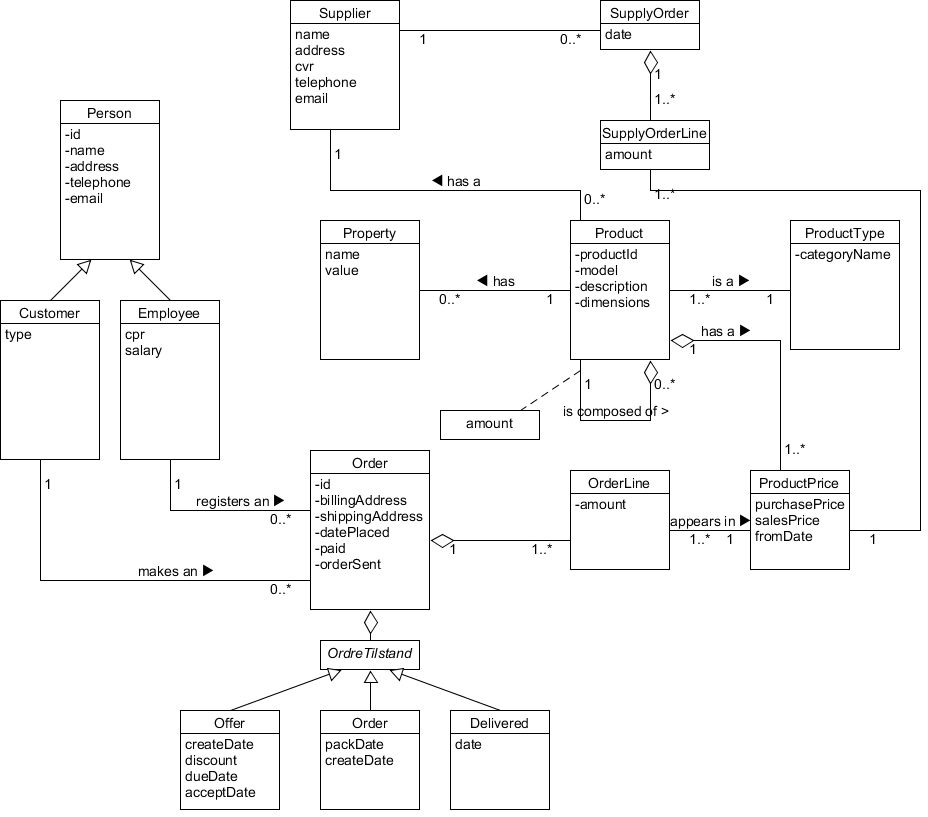 Supplier
name
address
cvr
telephone
email
1
0..*
SupplyOrder
date
1
1..*
SupplyOrderLine
amount
1..*
Person
-id
-name
-address
-telephone
-email
1
◀ has a
0..*
Property
name
value
◀ has
0..*
1
Product
-productId
-model
-description
-dimensions
is a ▶
1..*
1
ProductType
-categoryName
has a ▶
1
1..*
Customer
type
Employee
cpr
salary
1
0..*
is composed of >
amount
1
registers an ▶
0..*
1
makes an ▶
0..*
Order
-id
-billingAddress
-shippingAddress
-datePlaced
-paid
-orderSent
1
1..*
OrderLine
-amount
appears in ▶
1..*
1
ProductPrice
purchasePrice
salesPrice
fromDate
1
OrdreTilstand
Offer
createDate
discount
dueDate
acceptDate
Order
packDate
createDate
Delivered
date